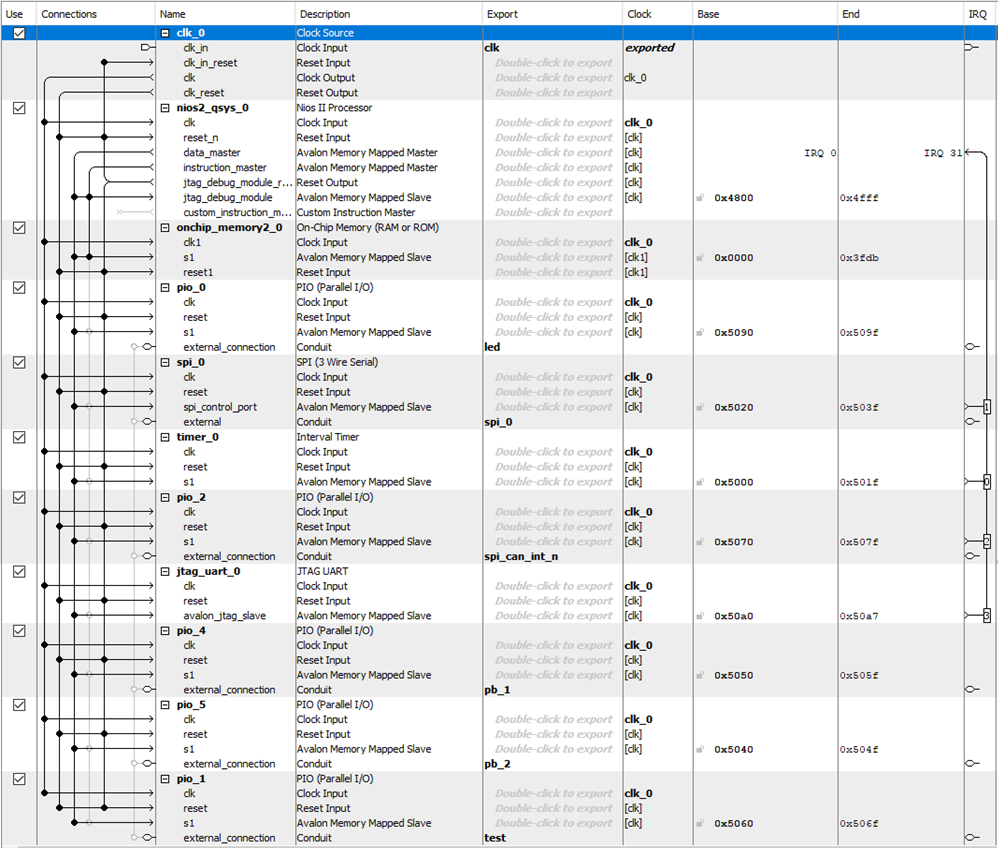 Use Connections Name Description Export Clock Base End IRQ
clk_0 Clock Source
clk_in Clock Input clk exported
clk_in_reset Reset Input Double-click to export
clk Clock Output Double-click to export clk_0
clk_reset Reset Output Double-click to export
nios2_qsys_0 Nios II Processor
clk Clock Input Double-click to export clk_0
reset_n Reset Input Double-click to export [clk]
data_master Avalon Memory Mapped Master Double-click to export [clk] IRQ 0 IRQ 31
instruction_master Avalon Memory Mapped Master Double-click to export [clk]
jtag_debug_module_r... Reset Output Double-click to export [clk]
jtag_debug_module Avalon Memory Mapped Slave Double-click to export [clk] 0x4800 0x4fff
custom_instruction_m... Custom Instruction Master Double-click to export
onchip_memory2_0 On-Chip Memory (RAM or ROM)
clk1 Clock Input Double-click to export clk_0
s1 Avalon Memory Mapped Slave Double-click to export [clk1] 0x0000 0x3fdb
reset1 Reset Input Double-click to export [clk1]
pio_0 PIO (Parallel I/O)
clk Clock Input Double-click to export clk_0
reset Reset Input Double-click to export [clk]
s1 Avalon Memory Mapped Slave Double-click to export [clk] 0x5090 0x509f
external_connection Conduit led
spi_0 SPI (3 Wire Serial)
clk Clock Input Double-click to export clk_0
reset Reset Input Double-click to export [clk]
spi_control_port Avalon Memory Mapped Slave Double-click to export [clk] 0x5020 0x503f 1
external Conduit spi_0
timer_0 Interval Timer
clk Clock Input Double-click to export clk_0
reset Reset Input Double-click to export [clk]
s1 Avalon Memory Mapped Slave Double-click to export [clk] 0x5000 0x501f 0
pio_2 PIO (Parallel I/O)
clk Clock Input Double-click to export clk_0
reset Reset Input Double-click to export [clk]
s1 Avalon Memory Mapped Slave Double-click to export [clk] 0x5070 0x507f 2
external_connection Conduit spi_can_int_n
jtag_uart_0 JTAG UART
clk Clock Input Double-click to export clk_0
reset Reset Input Double-click to export [clk]
avalon_jtag_slave Avalon Memory Mapped Slave Double-click to export [clk] 0x50a0 0x50a7 3
pio_4 PIO (Parallel I/O)
clk Clock Input Double-click to export clk_0
reset Reset Input Double-click to export [clk]
s1 Avalon Memory Mapped Slave Double-click to export [clk] 0x5050 0x505f
external_connection Conduit pb_1
pio_5 PIO (Parallel I/O)
clk Clock Input Double-click to export clk_0
reset Reset Input Double-click to export [clk]
s1 Avalon Memory Mapped Slave Double-click to export [clk] 0x5040 0x504f
external_connection Conduit pb_2
pio_1 PIO (Parallel I/O)
clk Clock Input Double-click to export clk_0
reset Reset Input Double-click to export [clk]
s1 Avalon Memory Mapped Slave Double-click to export [clk] 0x5060 0x506f
external_connection Conduit test